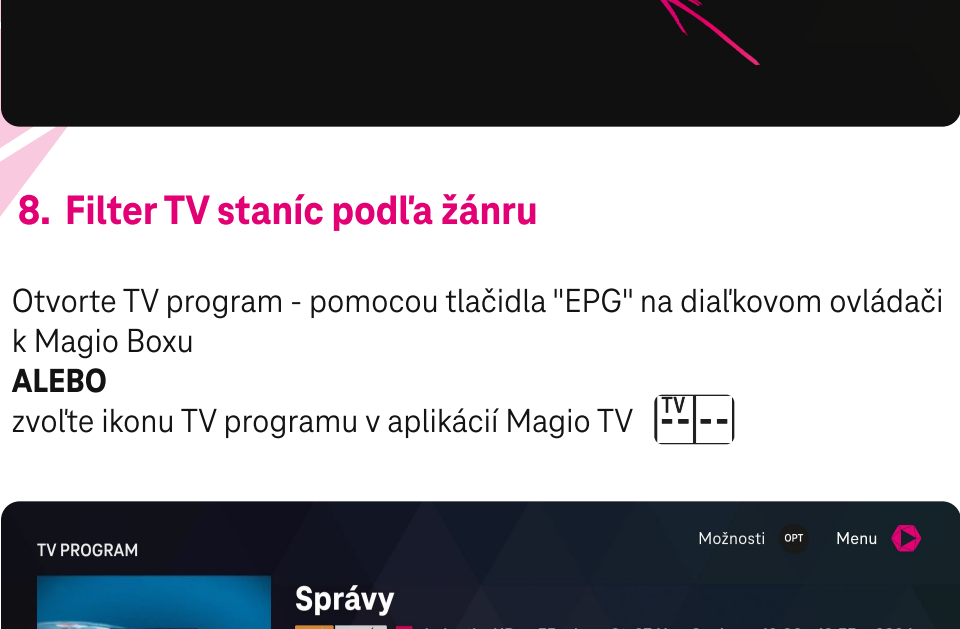 8. Filter TV staníc podľa žánru
Otvorte TV program - pomocou tlačidla "EPG" na diaľkovom ovládači
k Magio Boxu
ALEBO
zvoľte ikonu TV programu v aplikácií Magio TV
TV
Možnosti OPT Menu
TV PROGRAM
Správy